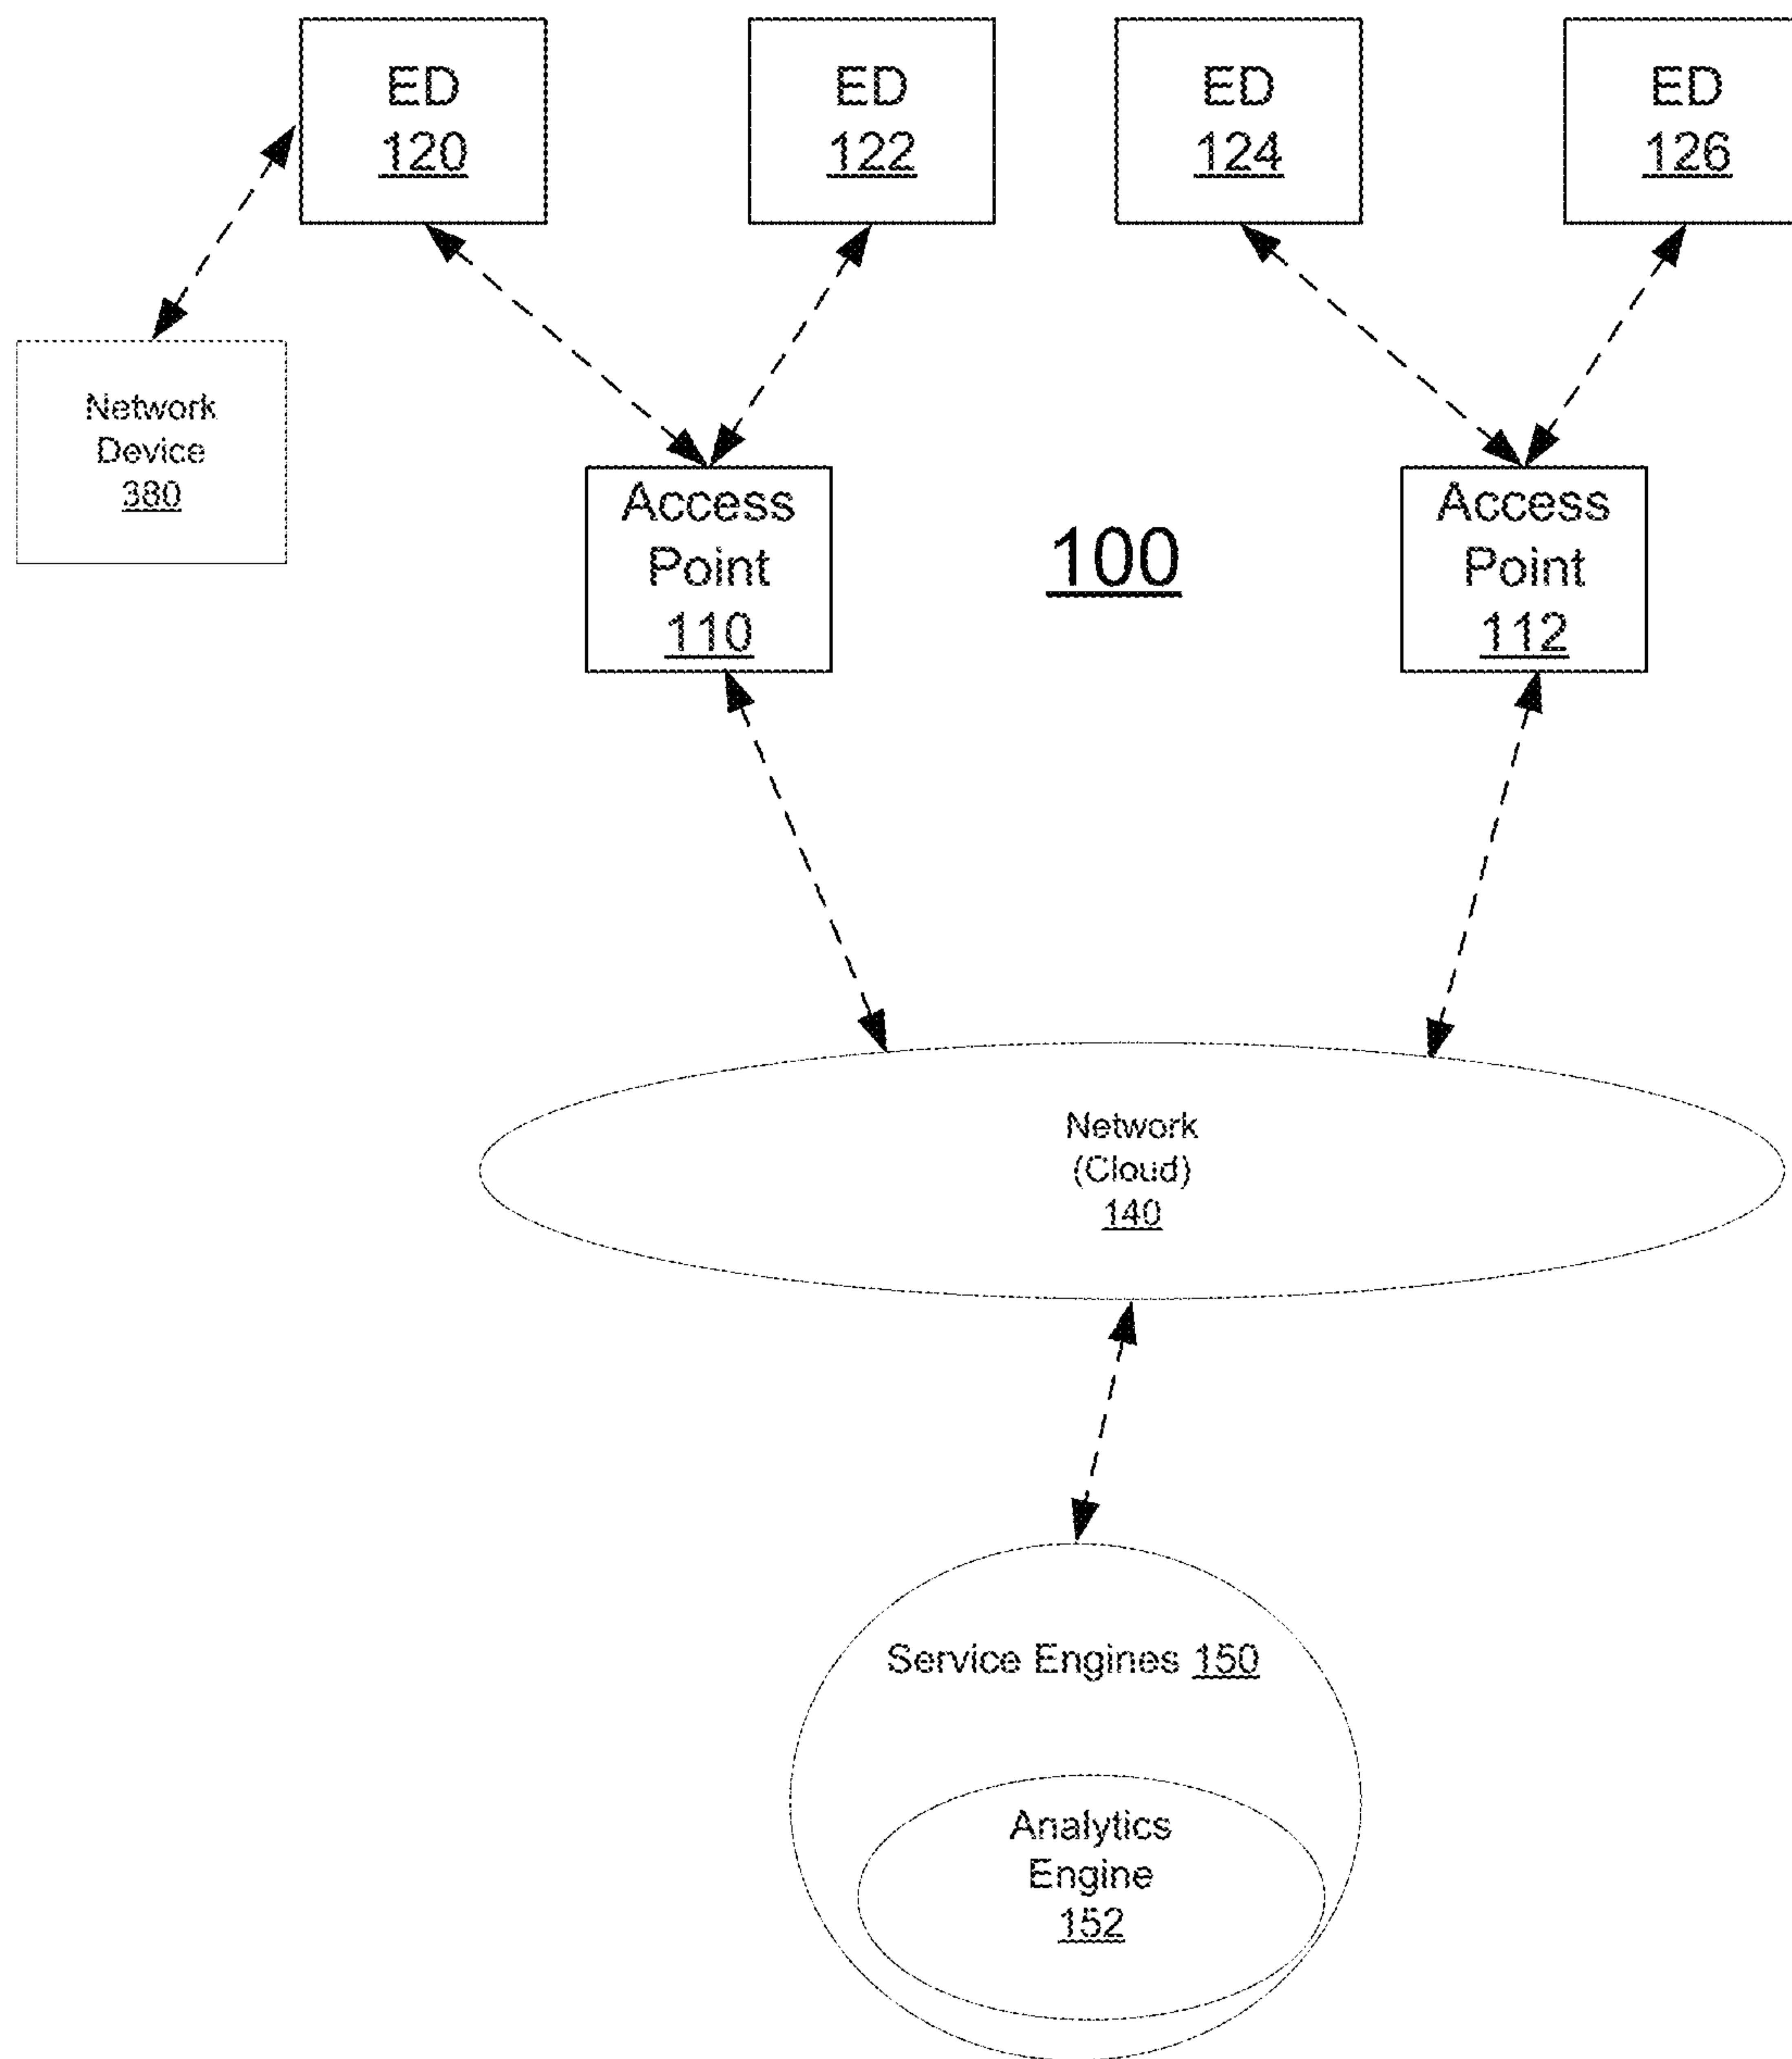 ED
120
ED
122
ED
124
ED
126
Network
Device
380
Access
Point
110
100
Access
Point
112
Network
(Cloud)
140
Service Engines 150
Analytics
Engine
152